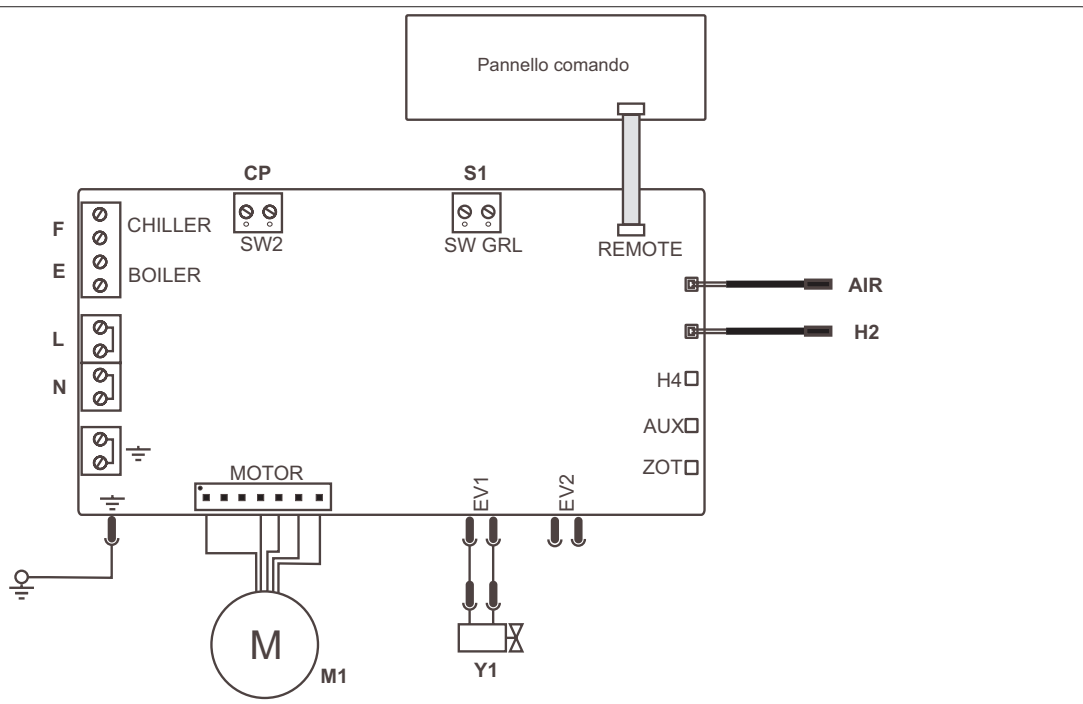 Pannello comando
CP
S1
F
CHILLER
SW2
SW GRL
REMOTE
E
BOILER
AIR
L
H2
N
H4
AUX
ZOT
MOTOR
EV1
EV2
M
M1
Y1